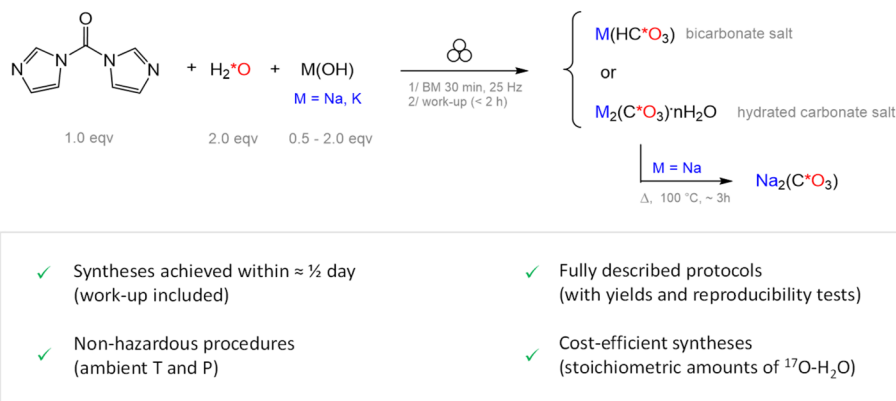 O
N
N
N
N
+ H₂*O + M(OH)
M = Na, K
1.0 eqv
2.0 eqv
0.5 - 2.0 eqv
1/ BM 30 min, 25 Hz
2/ work-up (< 2 h)
M(HC*O₃) bicarbonate salt
or
M₂(C*O₃)·nH₂O hydrated carbonate salt
M = Na
Δ, 100 °C, ~ 3h
Na₂(C*O₃)
✓ Syntheses achieved within ≈ ½ day
(work-up included)
✓ Non-hazardous procedures
(ambient T and P)
✓ Fully described protocols
(with yields and reproducibility tests)
✓ Cost-efficient syntheses
(stoichiometric amounts of ¹⁷O-H₂O)